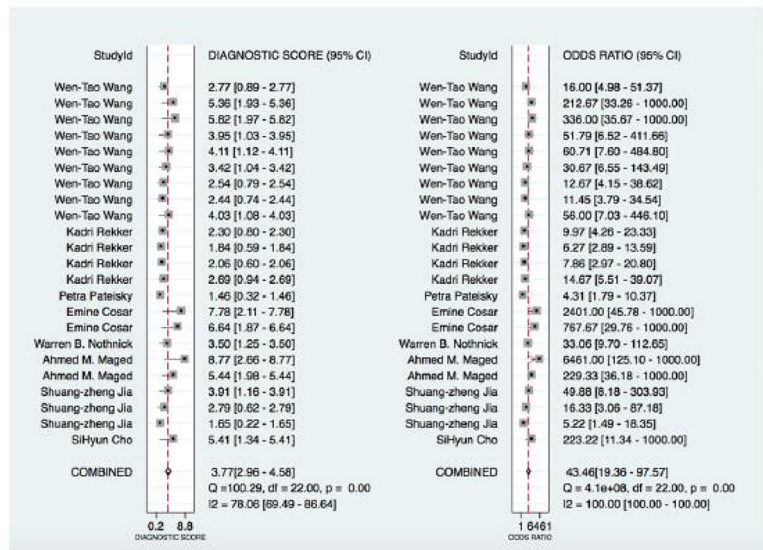 StudyId DIAGNOSTIC SCORE (95% CI)
Wen-Tao Wang 2.77 [0.89 - 2.77]
Wen-Tao Wang 5.36 [1.93 - 5.36]
Wen-Tao Wang 5.82 [1.97 - 5.82]
Wen-Tao Wang 3.95 [1.03 - 3.95]
Wen-Tao Wang 4.11 [1.12 - 4.11]
Wen-Tao Wang 3.42 [1.04 - 3.42]
Wen-Tao Wang 2.54 [0.79 - 2.54]
Wen-Tao Wang 2.44 [0.74 - 2.44]
Wen-Tao Wang 4.03 [1.08 - 4.03]
Kadri Rekker 2.30 [0.80 - 2.30]
Kadri Rekker 1.84 [0.59 - 1.84]
Kadri Rekker 2.06 [0.60 - 2.06]
Kadri Rekker 2.69 [0.94 - 2.69]
Petra Pateisky 1.46 [0.32 - 1.46]
Emine Cosar 7.78 [2.11 - 7.78]
Emine Cosar 6.64 [1.87 - 6.64]
Warren B. Nothnick 3.50 [1.25 - 3.50]
Ahmed M. Maged 8.77 [2.66 - 8.77]
Ahmed M. Maged 5.44 [1.98 - 5.44]
Shuang-zheng Jia 3.91 [1.16 - 3.91]
Shuang-zheng Jia 2.79 [0.62 - 2.79]
Shuang-zheng Jia 1.65 [0.22 - 1.65]
SiHyun Cho 5.41 [1.34 - 5.41]
COMBINED 3.77[2.96 - 4.58]
Q =100.29, df = 22.00, p = 0.00
I2 = 78.06 [69.49 - 86.64]
0.2 8.8
DIAGNOSTIC SCORE
StudyId ODDS RATIO (95% CI)
Wen-Tao Wang 16.00 [4.98 - 51.37]
Wen-Tao Wang 212.67 [33.26 - 1000.00]
Wen-Tao Wang 336.00 [35.67 - 1000.00]
Wen-Tao Wang 51.79 [6.52 - 411.66]
Wen-Tao Wang 60.71 [7.60 - 484.80]
Wen-Tao Wang 30.67 [6.55 - 143.49]
Wen-Tao Wang 12.67 [4.15 - 38.62]
Wen-Tao Wang 11.45 [3.79 - 34.54]
Wen-Tao Wang 56.00 [7.03 - 446.10]
Kadri Rekker 9.97 [4.26 - 23.33]
Kadri Rekker 6.27 [2.89 - 13.59]
Kadri Rekker 7.86 [2.97 - 20.80]
Kadri Rekker 14.67 [5.51 - 39.07]
Petra Pateisky 4.31 [1.79 - 10.37]
Emine Cosar 2401.00 [45.78 - 1000.00]
Emine Cosar 767.67 [29.76 - 1000.00]
Warren B. Nothnick 33.06 [9.70 - 112.65]
Ahmed M. Maged 6461.00 [125.10 - 1000.00]
Ahmed M. Maged 229.33 [36.18 - 1000.00]
Shuang-zheng Jia 49.88 [8.18 - 303.93]
Shuang-zheng Jia 16.33 [3.06 - 87.18]
Shuang-zheng Jia 5.22 [1.49 - 18.35]
SiHyun Cho 223.22 [11.34 - 1000.00]
COMBINED 43.46[19.36 - 97.57]
Q = 4.1e+08, df = 22.00, p = 0.00
I2 = 100.00 [100.00 - 100.00]
1 6461
ODDS RATIO